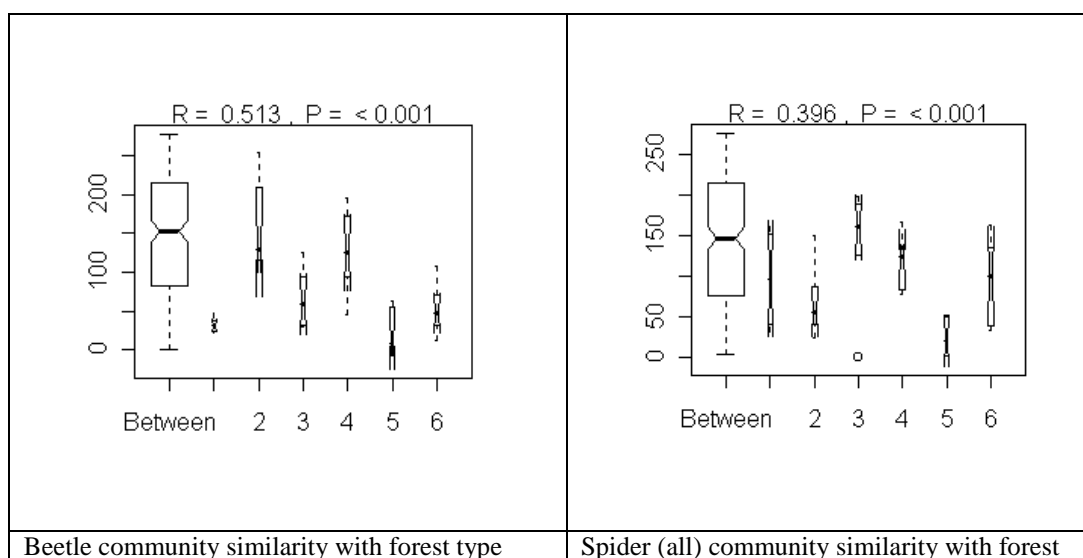 R = 0.513 , P = < 0.001
200
100
0
Between 2 3 4 5 6
Beetle community similarity with forest type
R = 0.396 , P = < 0.001
250
150
50
0
Between 2 3 4 5 6
Spider (all) community similarity with forest